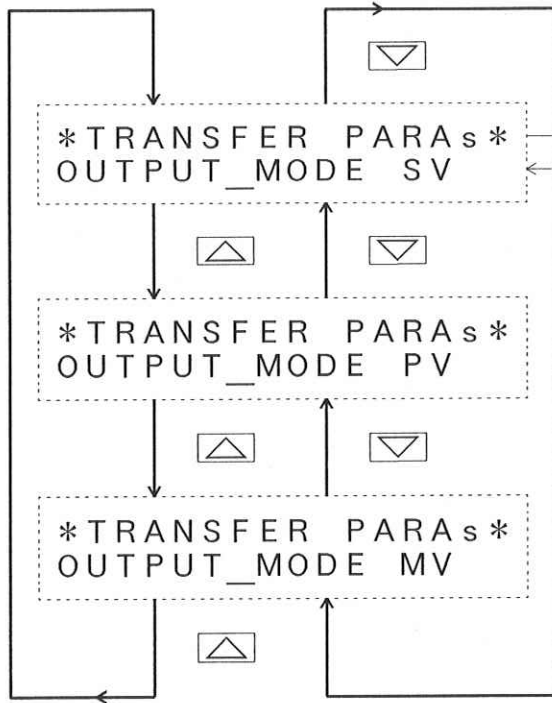 *TRANSFER PARAs*
OUTPUT_MODE SV
*TRANSFER PARAs*
OUTPUT_MODE PV
*TRANSFER PARAs*
OUTPUT_MODE MV